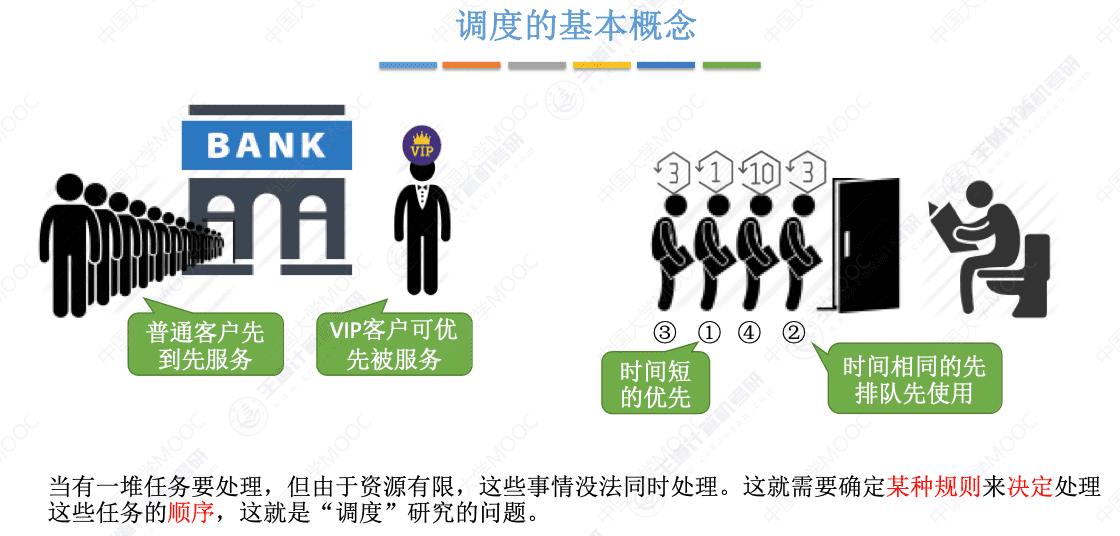 调度的基本概念
BANK
VIP
3 1 10 3
普通客户先
到先服务
VIP客户可优
先被服务
③ ① ④ ②
时间短
的优先
时间相同的先
排队先使用
当有一堆任务要处理，但由于资源有限，这些事情没法同时处理。这就需要确定某种规则来决定处理
这些任务的顺序，这就是“调度”研究的问题。